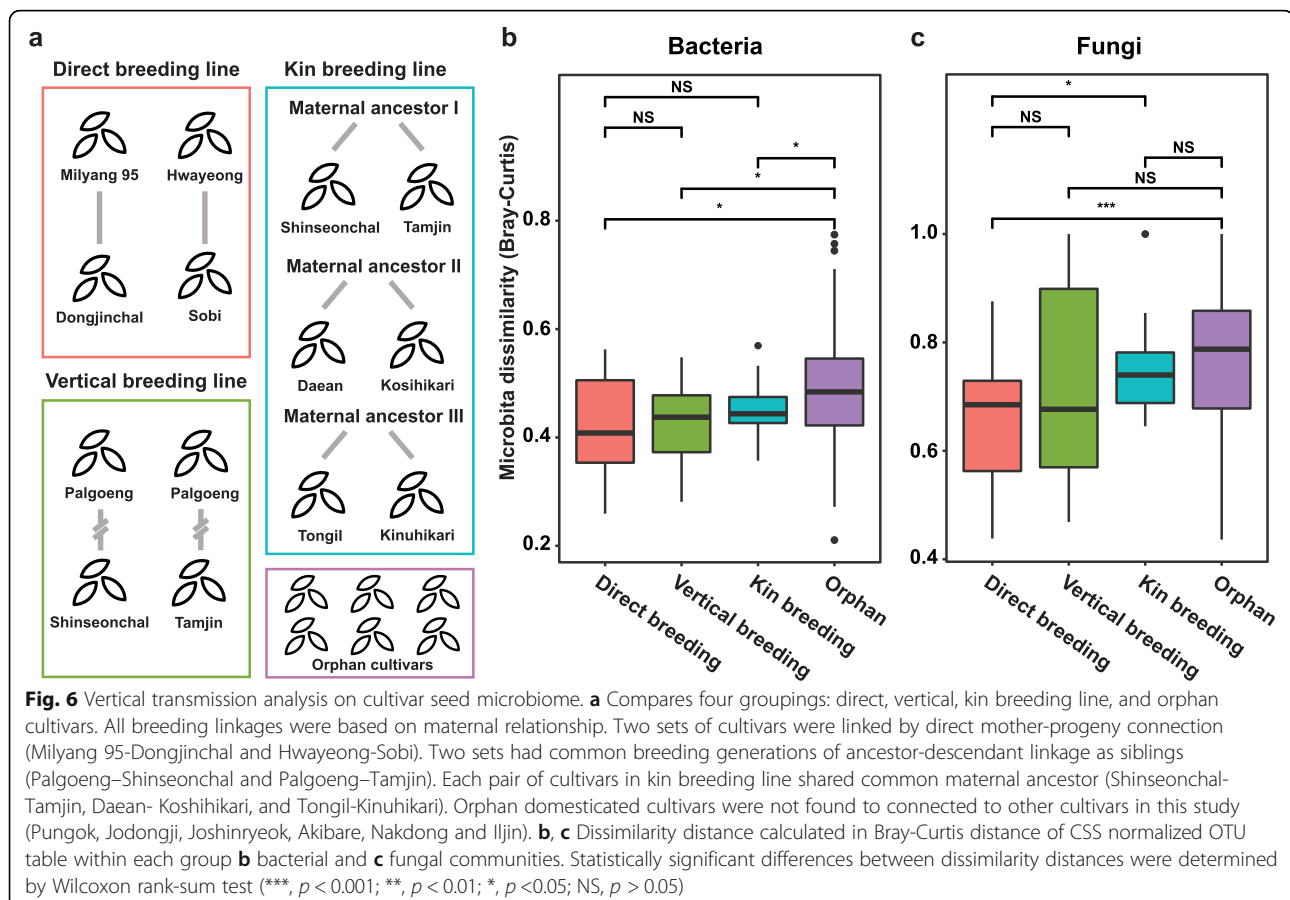 a
Direct breeding line
Milyang 95 Hwayeong
Dongjinchal Sobi
Vertical breeding line
Palgoeng Palgoeng
Shinseonchal Tamjin
Kin breeding line
Maternal ancestor I
Shinseonchal Tamjin
Maternal ancestor II
Daean Kosihikari
Maternal ancestor III
Tongil Kinuhikari
Orphan cultivars
b
Bacteria
Microbita dissimilarity (Bray-Curtis)
NS
NS
*
*
*
0.8
0.6
0.4
0.2
Direct breeding
Vertical breeding
Kin breeding
Orphan
c
Fungi
*
NS
NS
NS
***
1.0
0.8
0.6
0.4
Direct breeding
Vertical breeding
Kin breeding
Orphan
Fig. 6 Vertical transmission analysis on cultivar seed microbiome. a Compares four groupings: direct, vertical, kin breeding line, and orphan
cultivars. All breeding linkages were based on maternal relationship. Two sets of cultivars were linked by direct mother-progeny connection
(Milyang 95-Dongjinchal and Hwayeong-Sobi). Two sets had common breeding generations of ancestor-descendant linkage as siblings
(Palgoeng–Shinseonchal and Palgoeng–Tamjin). Each pair of cultivars in kin breeding line shared common maternal ancestor (Shinseonchal-
Tamjin, Daean- Koshihikari, and Tongil-Kinuhikari). Orphan domesticated cultivars were not found to connected to other cultivars in this study
(Pungok, Jodongji, Joshinryeok, Akibare, Nakdong and Iljin). b, c Dissimilarity distance calculated in Bray-Curtis distance of CSS normalized OTU
table within each group b bacterial and c fungal communities. Statistically significant differences between dissimilarity distances were determined
by Wilcoxon rank-sum test (***, p < 0.001; **, p < 0.01; *, p <0.05; NS, p > 0.05)